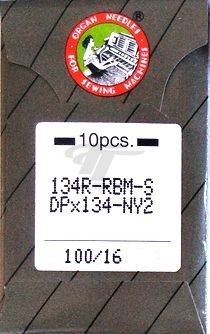 ORGAN NEEDLES
FOR SEWING MACHINES
10pcs.
134R-RBM-S
DPx134-NY2
100/16